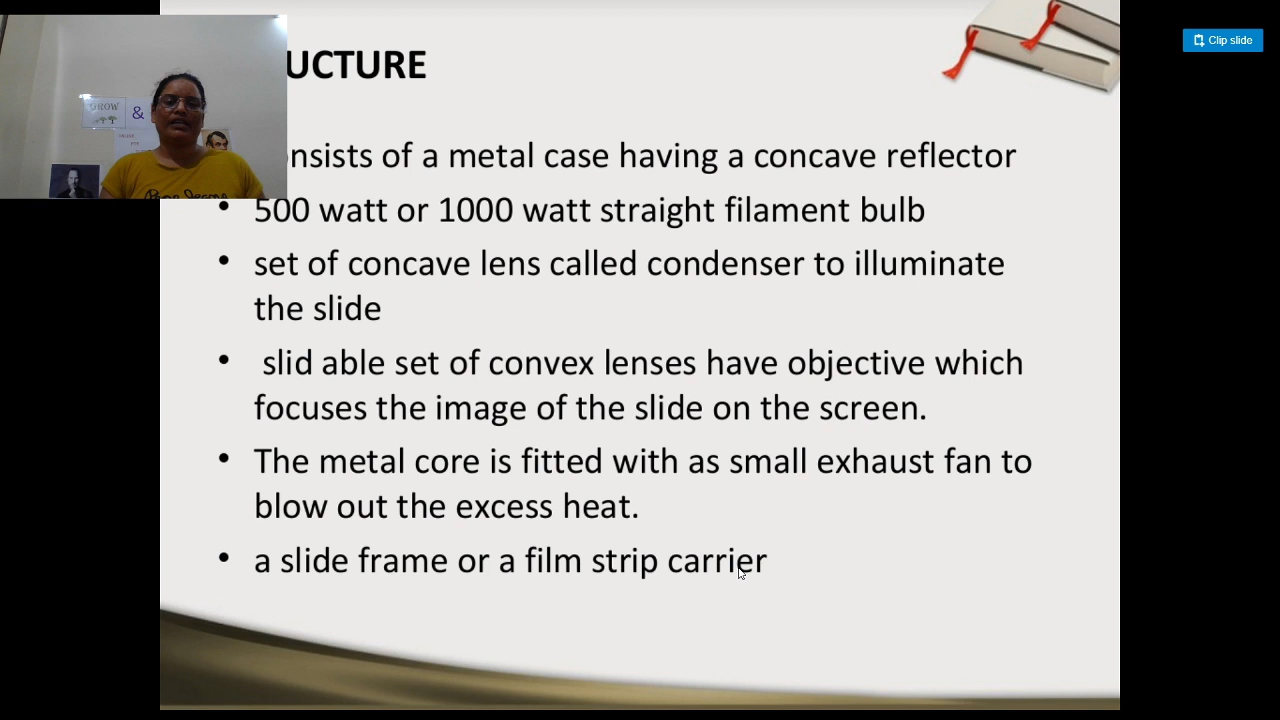 UCTURE
onsists of a metal case having a concave reflector
• 500 watt or 1000 watt straight filament bulb
• set of concave lens called condenser to illuminate
the slide
• slid able set of convex lenses have objective which
focuses the image of the slide on the screen.
• The metal core is fitted with as small exhaust fan to
blow out the excess heat.
• a slide frame or a film strip carrier
Clip slide
GROW
&